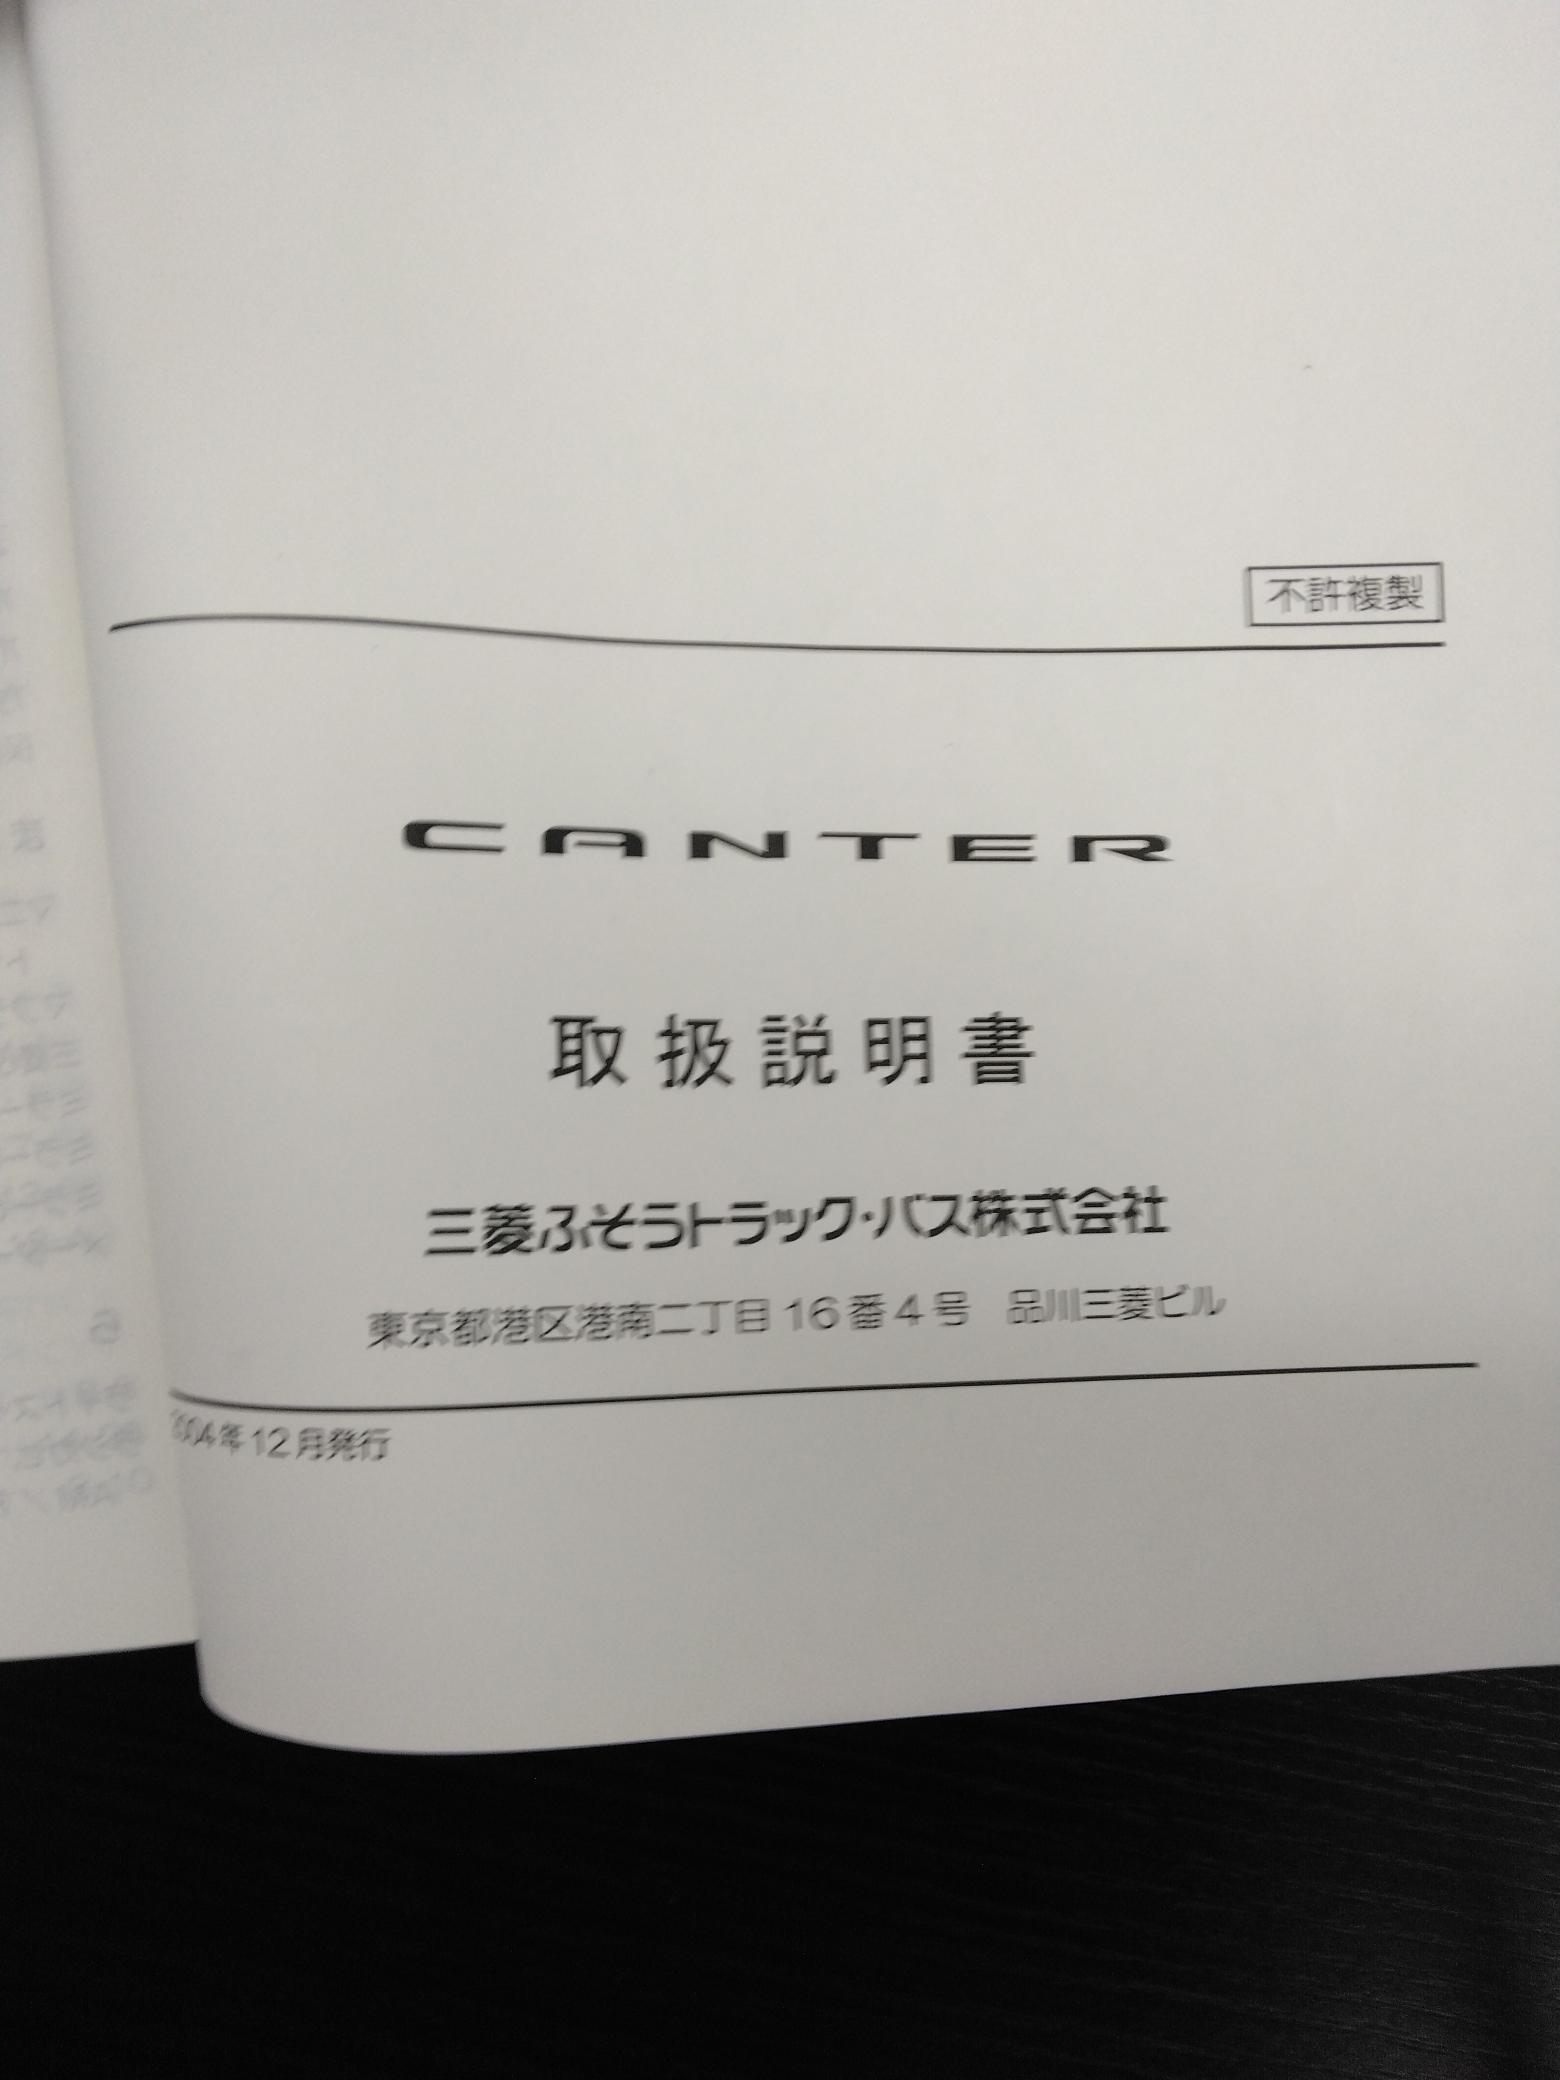 不許複製
CANTER
取扱説明書
三菱ふそうトラック・バス株式会社
東京都港区港南二丁目16番4号 品川三菱ビル
2004年12月発行